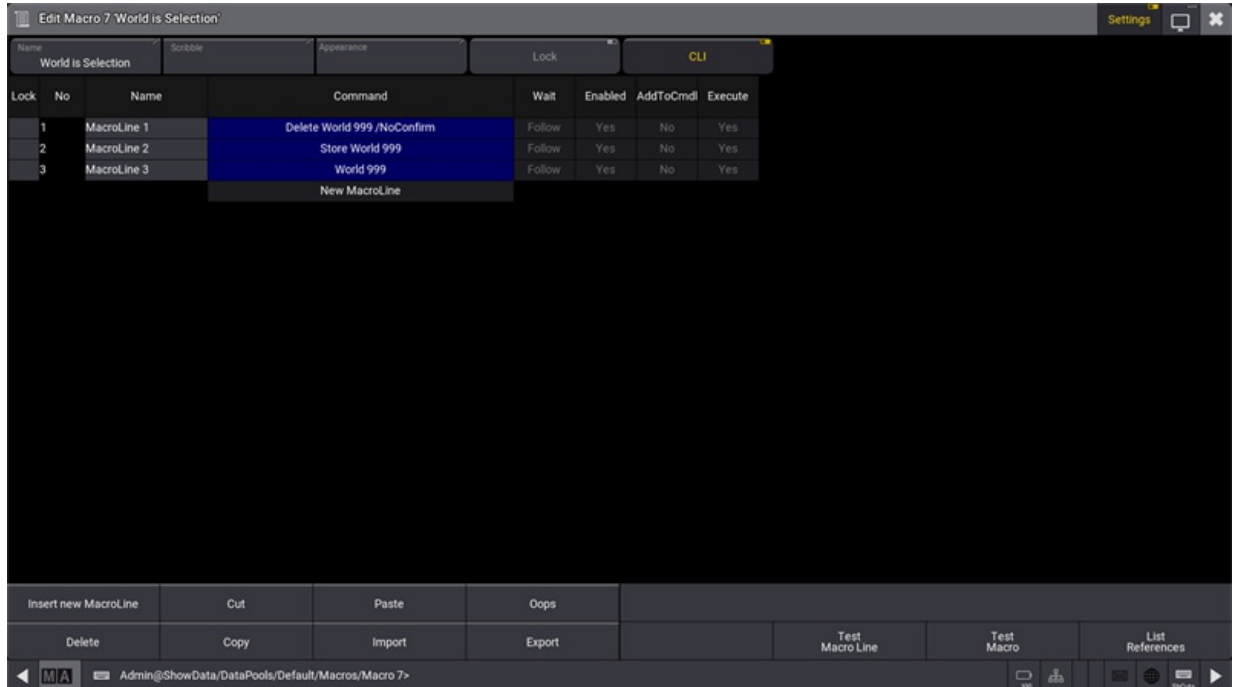 Edit Macro 7 'World is Selection'
Settings
Name
World is Selection
Scribble
Appearance
Lock
CLI
Lock No Name Command Wait Enabled AddToCmdl Execute
1 MacroLine 1 Delete World 999 /NoConfirm Follow Yes No Yes
2 MacroLine 2 Store World 999 Follow Yes No Yes
3 MacroLine 3 World 999 Follow Yes No Yes
New MacroLine
Insert new MacroLine Cut Paste Oops
Delete Copy Import Export Test Macro Line Test Macro List References
MA Admin@ShowData/DataPools/Default/Macros/Macro 7>